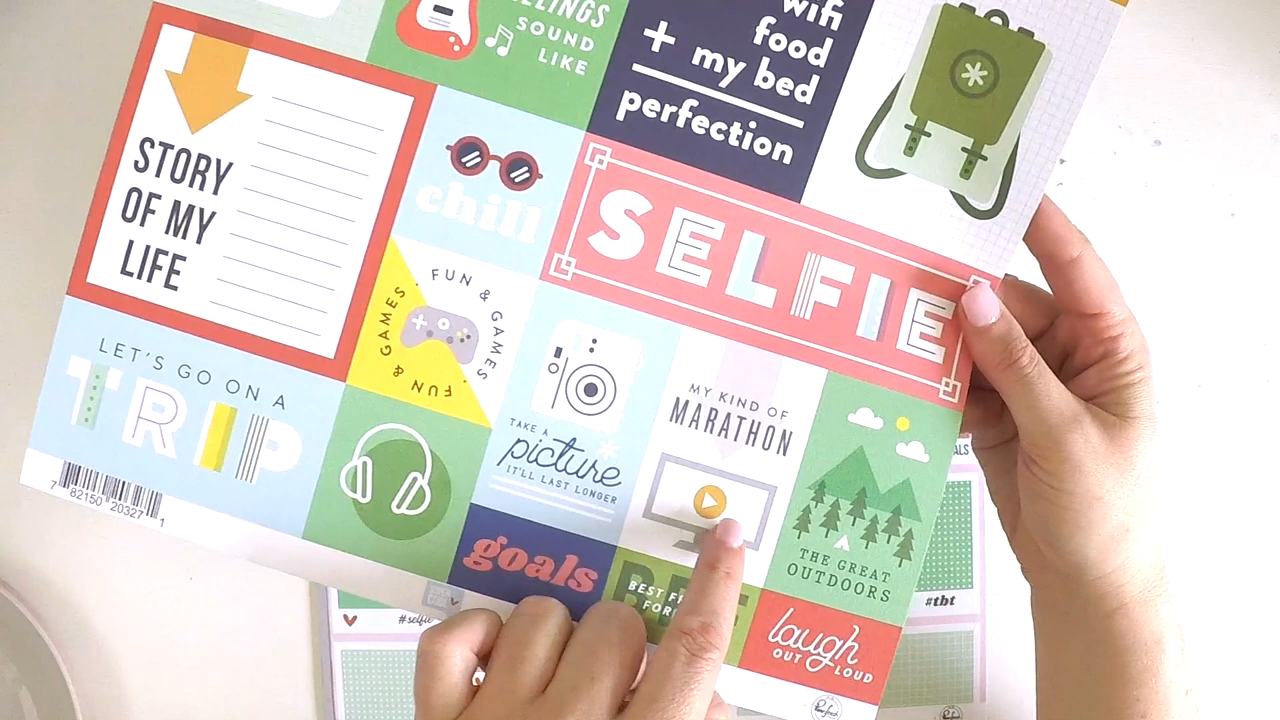 SOUND
LIKE
wifi
food
+ my bed
perfection
STORY
OF MY
LIFE
chill
SELFIE
FUN & GAMES · FUN & GAMES ·
LET'S GO ON A
TRIP
TAKE A
picture
IT'LL LAST LONGER
MY KIND OF
MARATHON
THE GREAT
OUTDOORS
goals
laugh
OUT LOUD
7 82150 20327 1
#selfie
#tbt